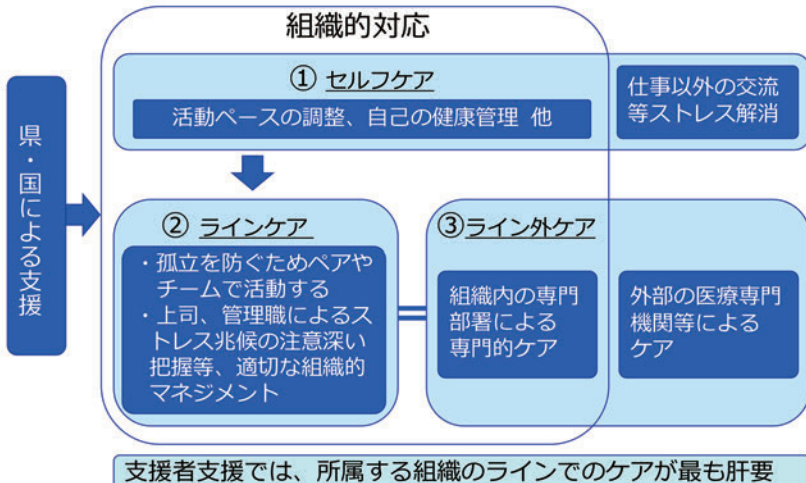 組織的対応
① セルフケア
活動ペースの調整、自己の健康管理 他
仕事以外の交流
等ストレス解消
県・国による支援
② ラインケア
・孤立を防ぐためペアや
チームで活動する
・上司、管理職によるス
トレス兆候の注意深い
把握等、適切な組織的
マネジメント
③ライン外ケア
組織内の専門
部署による
専門的ケア
外部の医療専門
機関等による
ケア
支援者支援では、所属する組織のラインでのケアが最も肝要